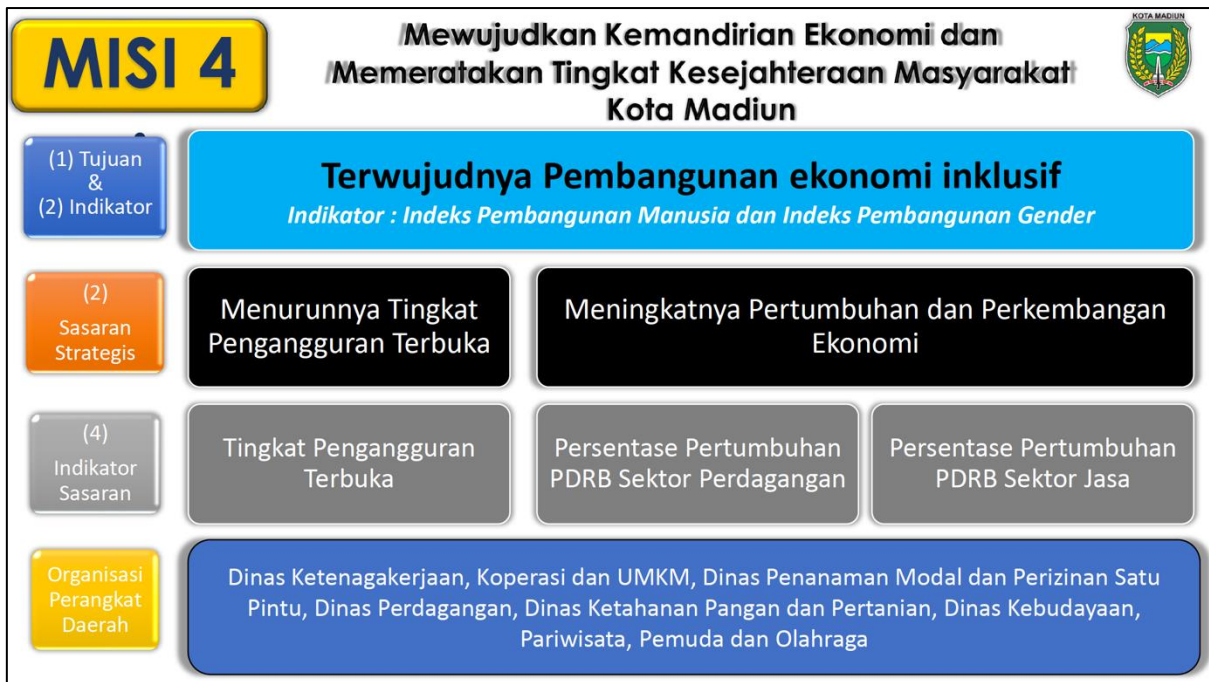 MISI 4
Mewujudkan Kemandirian Ekonomi dan
Memeratakan Tingkat Kesejahteraan Masyarakat
Kota Madiun
KOTA MADIUN
(1) Tujuan
&
(2) Indikator
Terwujudnya Pembangunan ekonomi inklusif
Indikator : Indeks Pembangunan Manusia dan Indeks Pembangunan Gender
(2)
Sasaran
Strategis
Menurunnya Tingkat
Pengangguran Terbuka
Meningkatnya Pertumbuhan dan Perkembangan
Ekonomi
(4)
Indikator
Sasaran
Tingkat Pengangguran
Terbuka
Persentase Pertumbuhan
PDRB Sektor Perdagangan
Persentase Pertumbuhan
PDRB Sektor Jasa
Organisasi
Perangkat
Daerah
Dinas Ketenagakerjaan, Koperasi dan UMKM, Dinas Penanaman Modal dan Perizinan Satu
Pintu, Dinas Perdagangan, Dinas Ketahanan Pangan dan Pertanian, Dinas Kebudayaan,
Pariwisata, Pemuda dan Olahraga